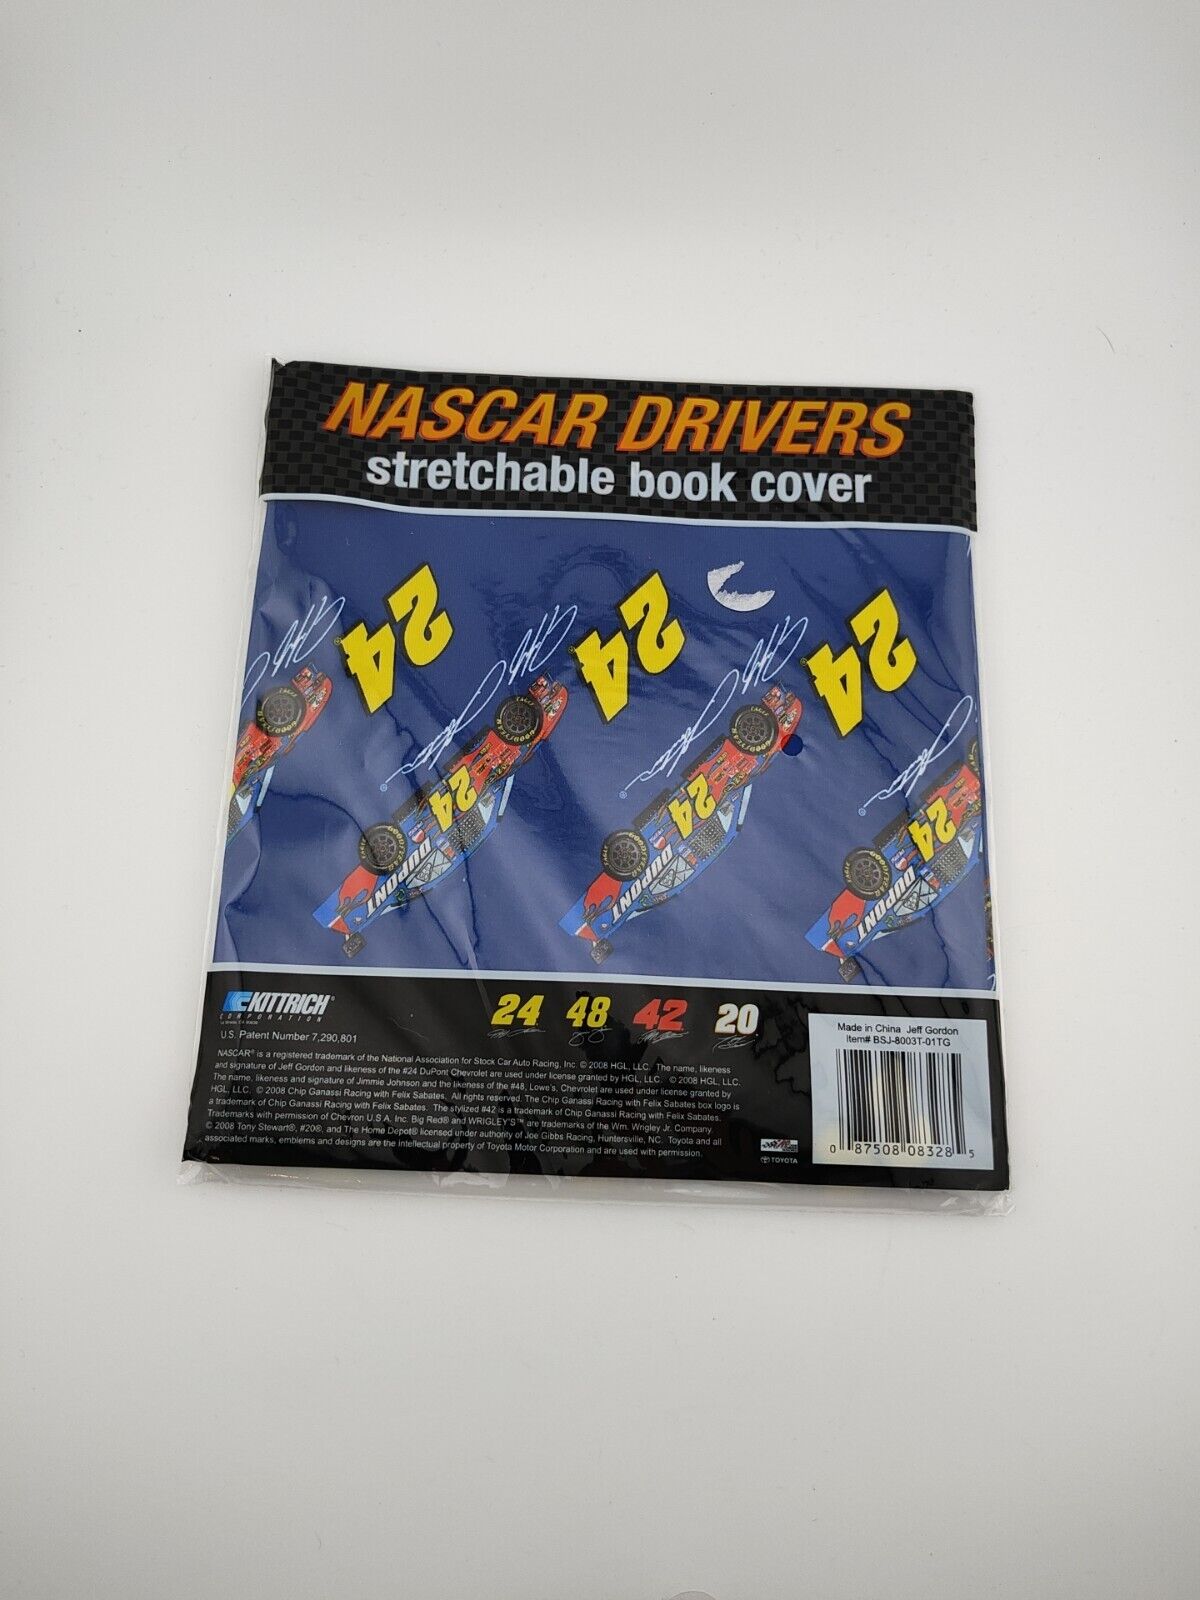 NASCAR DRIVERS
stretchable book cover
24
24
24
24
24
24
DUPONT
DUPONT
DUPONT
KITTRICH®
CORPORATION
U.S. Patent Number 7,290,801
24 48 42 20
NASCAR® is a registered trademark of the National Association for Stock Car Auto Racing, Inc. © 2008 HGL, LLC. The name, likeness
and signature of Jeff Gordon and likeness of the #24 DuPont Chevrolet are used under license granted by HGL, LLC. © 2008 HGL, LLC.
The name, likeness and signature of Jimmie Johnson and the likeness of the #48, Lowe's, Chevrolet are used under license granted by
HGL, LLC. © 2008 Chip Ganassi Racing with Felix Sabates. All rights reserved. The Chip Ganassi Racing with Felix Sabates box logo is
a trademark of Chip Ganassi Racing with Felix Sabates. The stylized #42 is a trademark of Chip Ganassi Racing with Felix Sabates.
Trademarks with permission of Chevron U.S.A, Inc. Big Red® and WRIGLEY'S™ are trademarks of the Wm. Wrigley Jr. Company.
© 2008 Tony Stewart®, #20®, and The Home Depot® licensed under authority of Joe Gibbs Racing, Huntersville, NC. Toyota and all
associated marks, emblems and designs are the intellectual property of Toyota Motor Corporation and are used with permission.
TOYOTA
Made in China Jeff Gordon
Item# BSJ-8003T-01TG
0 87508 08328 5